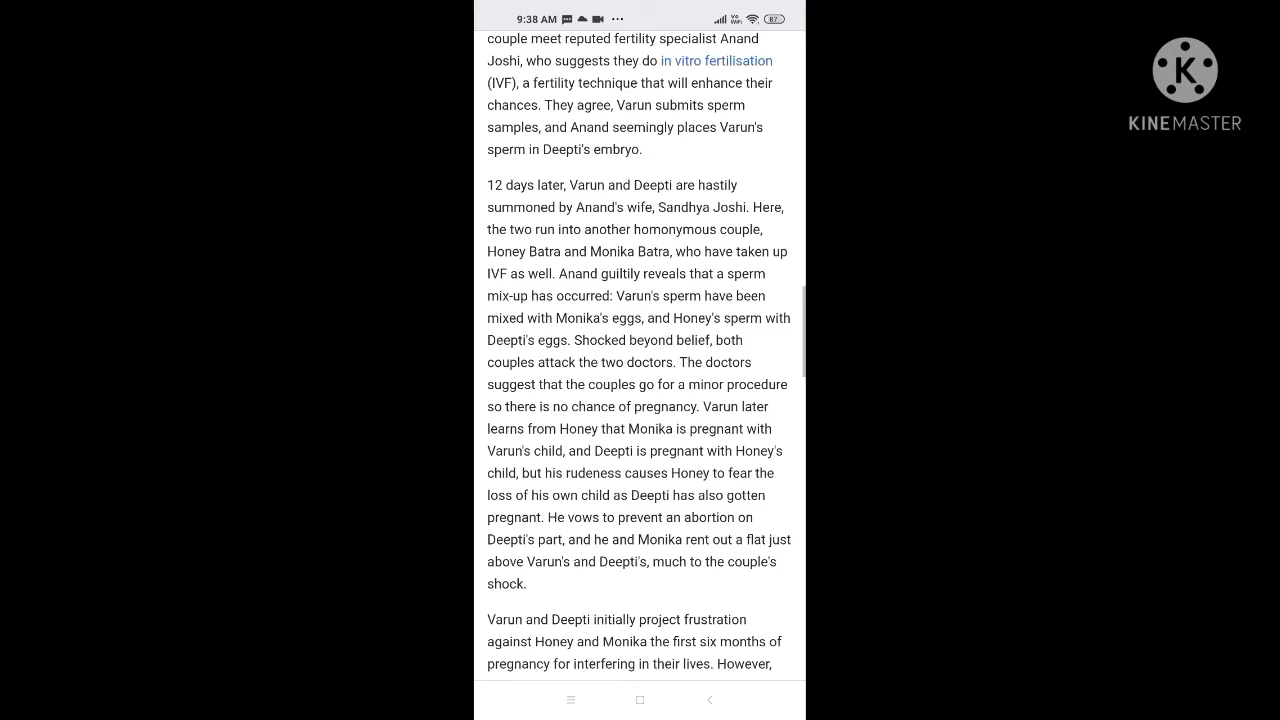 9:38 AM
Vo
WiFi
87
couple meet reputed fertility specialist Anand
Joshi, who suggests they do in vitro fertilisation
(IVF), a fertility technique that will enhance their
chances. They agree, Varun submits sperm
samples, and Anand seemingly places Varun's
sperm in Deepti's embryo.
12 days later, Varun and Deepti are hastily
summoned by Anand's wife, Sandhya Joshi. Here,
the two run into another homonymous couple,
Honey Batra and Monika Batra, who have taken up
IVF as well. Anand guiltily reveals that a sperm
mix-up has occurred: Varun's sperm have been
mixed with Monika's eggs, and Honey's sperm with
Deepti's eggs. Shocked beyond belief, both
couples attack the two doctors. The doctors
suggest that the couples go for a minor procedure
so there is no chance of pregnancy. Varun later
learns from Honey that Monika is pregnant with
Varun's child, and Deepti is pregnant with Honey's
child, but his rudeness causes Honey to fear the
loss of his own child as Deepti has also gotten
pregnant. He vows to prevent an abortion on
Deepti's part, and he and Monika rent out a flat just
above Varun's and Deepti's, much to the couple's
shock.
Varun and Deepti initially project frustration
against Honey and Monika the first six months of
pregnancy for interfering in their lives. However,
K
KINEMASTER